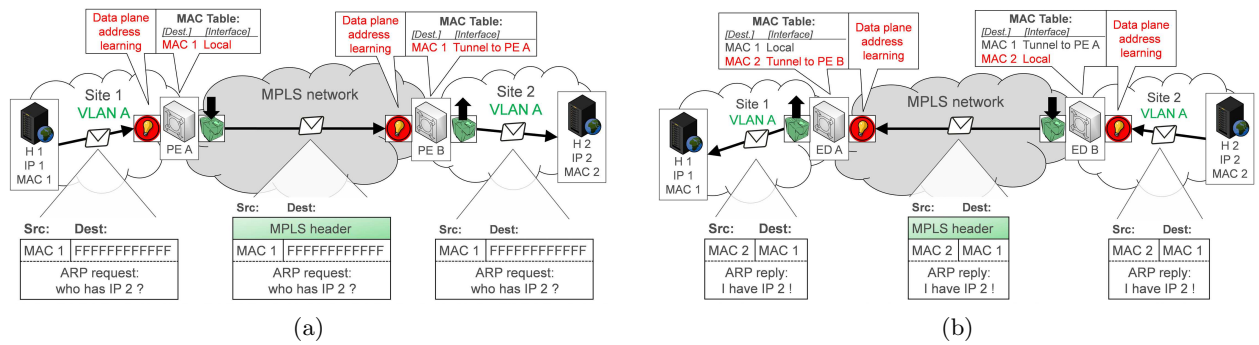 Data plane
address
learning
MAC Table:
[Dest.] [Interface]
MAC 1 Local
Data plane
address
learning
MAC Table:
[Dest.] [Interface]
MAC 1 Tunnel to PE A
Site 1
VLAN A
MPLS network
Site 2
VLAN A
H 1
IP 1
MAC 1
PE A
PE B
H 2
IP 2
MAC 2
Src: Dest:
MAC 1 FFFFFFFFFFFF
ARP request:
who has IP 2 ?
Src: Dest:
MPLS header
MAC 1 FFFFFFFFFFFF
ARP request:
who has IP 2 ?
Src: Dest:
MAC 1 FFFFFFFFFFFF
ARP request:
who has IP 2 ?
(a)
MAC Table:
[Dest.] [Interface]
MAC 1 Local
MAC 2 Tunnel to PE B
Data plane
address
learning
MAC Table:
[Dest.] [Interface]
MAC 1 Tunnel to PE A
MAC 2 Local
Data plane
address
learning
Site 1
VLAN A
MPLS network
Site 2
VLAN A
H 1
IP 1
MAC 1
ED A
ED B
H 2
IP 2
MAC 2
Src: Dest:
MAC 2 MAC 1
ARP reply:
I have IP 2 !
Src: Dest:
MPLS header
MAC 2 MAC 1
ARP reply:
I have IP 2 !
Src: Dest:
MAC 2 MAC 1
ARP reply:
I have IP 2 !
(b)